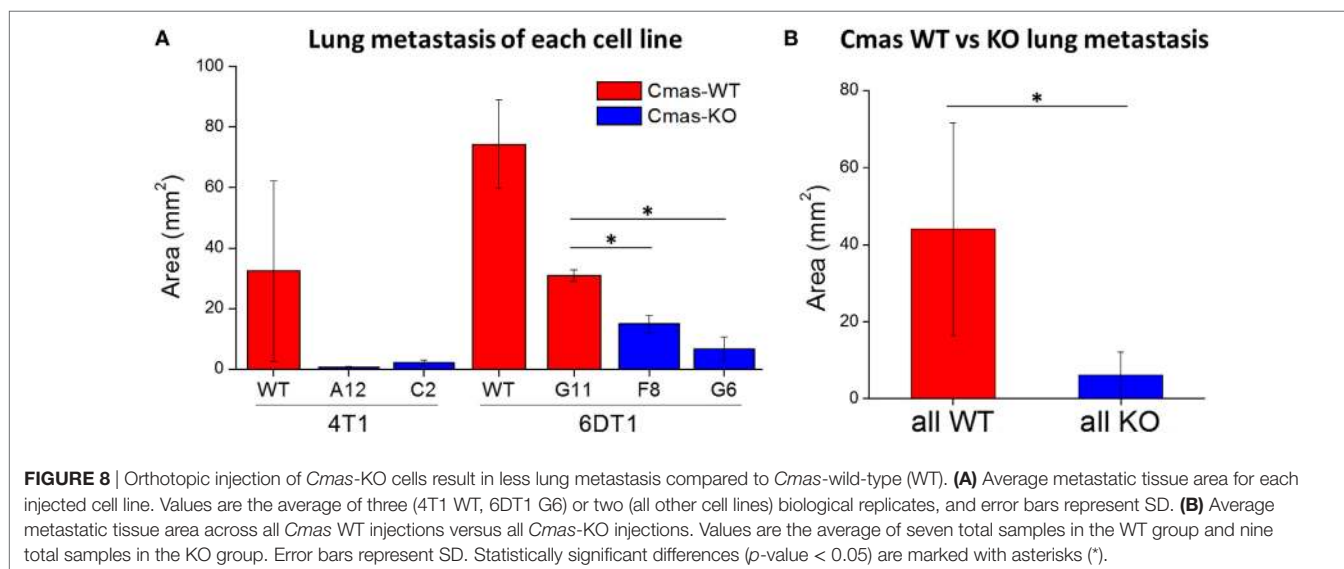 A
Lung metastasis of each cell line
Area (mm²)
100
80
60
40
20
0
Cmas-WT
Cmas-KO
*
*
WT A12 C2 WT G11 F8 G6
4T1 6DT1
B
Cmas WT vs KO lung metastasis
Area (mm²)
80
60
40
20
0
*
all WT all KO
FIGURE 8 | Orthotopic injection of Cmas-KO cells result in less lung metastasis compared to Cmas-wild-type (WT). (A) Average metastatic tissue area for each
injected cell line. Values are the average of three (4T1 WT, 6DT1 G6) or two (all other cell lines) biological replicates, and error bars represent SD. (B) Average
metastatic tissue area across all Cmas WT injections versus all Cmas-KO injections. Values are the average of seven total samples in the WT group and nine
total samples in the KO group. Error bars represent SD. Statistically significant differences (p-value < 0.05) are marked with asterisks (*).